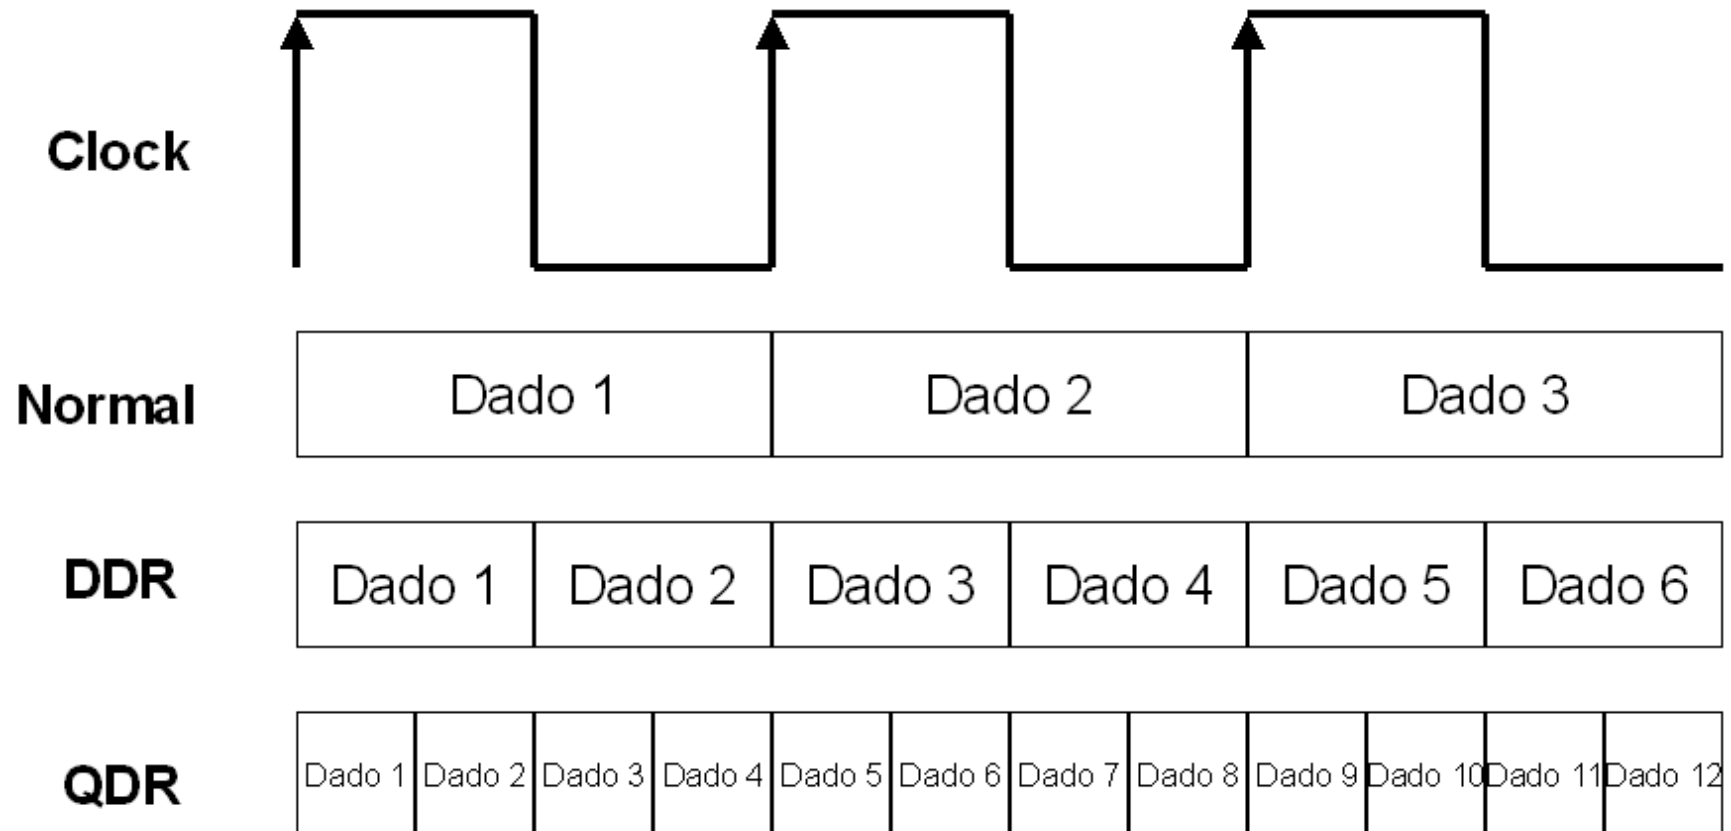 Clock
Normal Dado 1 Dado 2 Dado 3
DDR Dado 1 Dado 2 Dado 3 Dado 4 Dado 5 Dado 6
QDR Dado 1 Dado 2 Dado 3 Dado 4 Dado 5 Dado 6 Dado 7 Dado 8 Dado 9 Dado 10 Dado 11 Dado 12